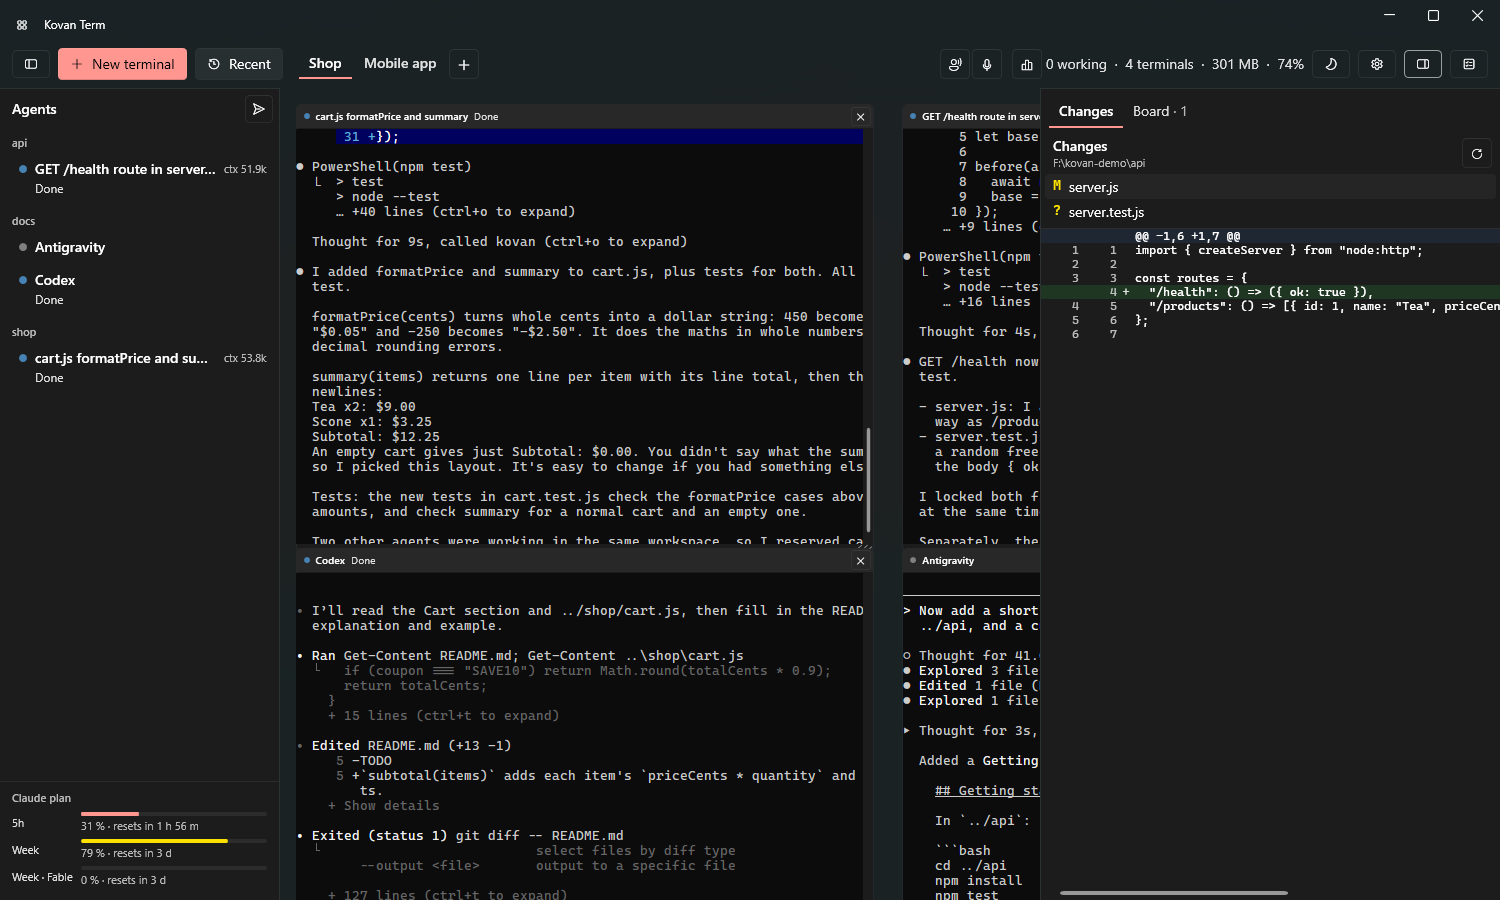 Kovan Term
New terminal
Recent
Shop
Mobile app
0 working · 4 terminals · 301 MB · 74%
Agents
api
GET /health route in server... ctx 51.9k
Done
docs
Antigravity
Codex
Done
shop
cart.js formatPrice and su... ctx 53.8k
Done
Claude plan
5h
31 % · resets in 1 h 56 m
Week
79 % · resets in 3 d
Week · Fable
0 % · resets in 3 d
cart.js formatPrice and summary Done
31 +});
PowerShell(npm test)
> test
> node --test
… +40 lines (ctrl+o to expand)
Thought for 9s, called kovan (ctrl+o to expand)
I added formatPrice and summary to cart.js, plus tests for both. All
test.
formatPrice(cents) turns whole cents into a dollar string: 450 become
"$0.05" and -250 becomes "-$2.50". It does the maths in whole numbers
decimal rounding errors.
summary(items) returns one line per item with its line total, then th
newlines:
Tea x2: $9.00
Scone x1: $3.25
Subtotal: $12.25
An empty cart gives just Subtotal: $0.00. You didn't say what the sum
so I picked this layout. It's easy to change if you had something els
Tests: the new tests in cart.test.js check the formatPrice cases abov
amounts, and check summary for a normal cart and an empty one.
Two other agents were working in the same workspace, so I reserved ca
Codex Done
I'll read the Cart section and ../shop/cart.js, then fill in the READ
explanation and example.
Ran Get-Content README.md; Get-Content ..\shop\cart.js
if (coupon === "SAVE10") return Math.round(totalCents * 0.9);
return totalCents;
}
+ 15 lines (ctrl+t to expand)
Edited README.md (+13 -1)
5 -TODO
5 +`subtotal(items)` adds each item's `priceCents * quantity` and
ts.
+ Show details
Exited (status 1) git diff -- README.md
select files by diff type
--output <file> output to a specific file
+ 127 lines (ctrl+t to expand)
GET /health route in serv
5 let base
6
7 before(a
8 await
9 base =
10 });
… +9 lines (
PowerShell(npm
> test
> node --tes
… +16 lines
Thought for 4s,
GET /health now
test.
- server.js: I
way as /produ
- server.test.j
a random free
the body { ok
I locked both f
at the same tim
Separately, the
Antigravity
> Now add a short
../api, and a c
Thought for 41.
Explored 3 file
Edited 1 file (
Explored 1 file
Thought for 3s,
Added a Getting
## Getting sta
In `../api`:
```bash
cd ../api
npm install
npm test
Changes
Board · 1
Changes
F:\kovan-demo\api
M server.js
? server.test.js
@@ -1,6 +1,7 @@
1 1 import { createServer } from "node:http";
2 2
3 3 const routes = {
4 + "/health": () => ({ ok: true }),
4 5 "/products": () => [{ id: 1, name: "Tea", priceCen
5 6 };
6 7